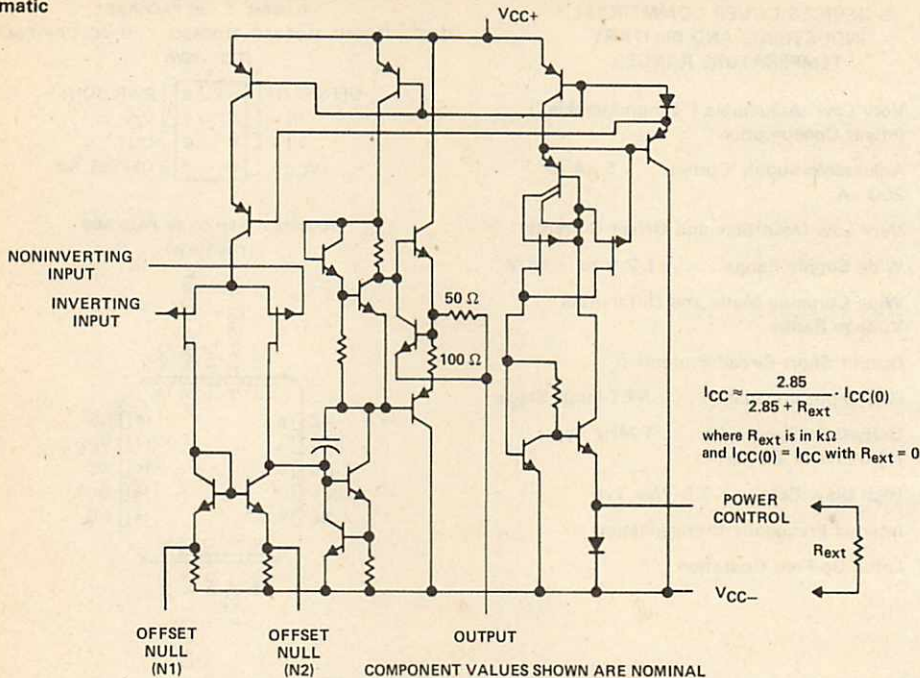 matic
VCC+
NONINVERTING
INPUT
INVERTING
INPUT
50 Ω
100 Ω
ICC ≈ 2.85 / 2.85 + Rext · ICC(0)
where Rext is in kΩ
and ICC(0) = ICC with Rext = 0
POWER
CONTROL
Rext
VCC–
OFFSET
NULL
(N1)
OFFSET
NULL
(N2)
OUTPUT
COMPONENT VALUES SHOWN ARE NOMINAL